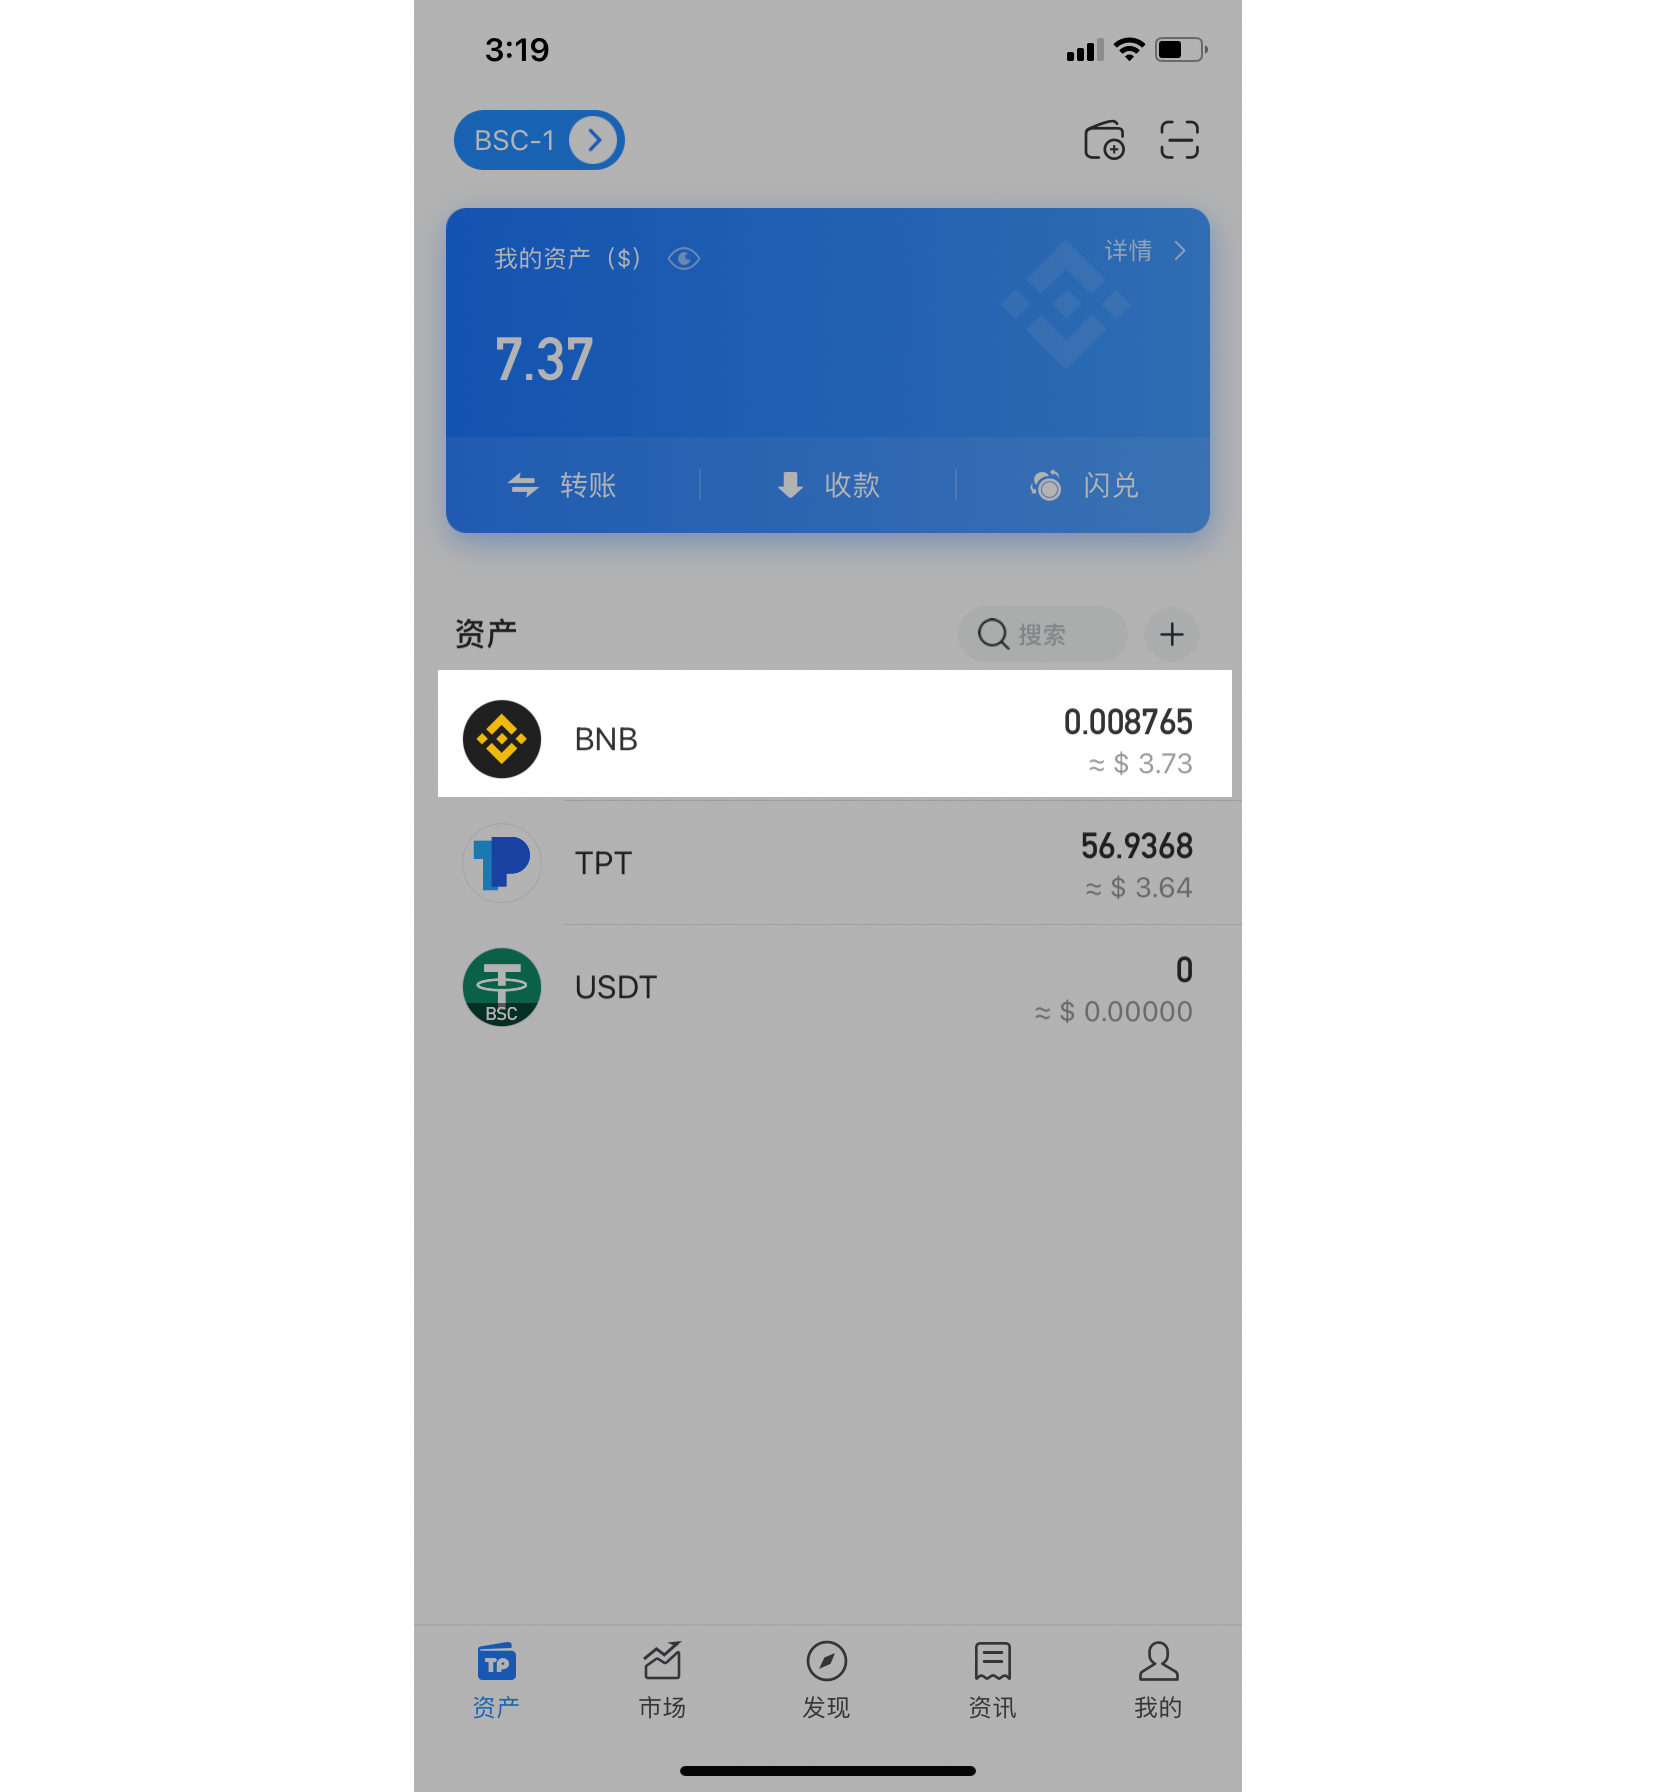 3:19
BSC-1
我的资产（$）
详情
7.37
转账
收款
闪兑
资产
搜索
BNB
0.008765
≈ $ 3.73
TPT
56.9368
≈ $ 3.64
BSC
USDT
0
≈ $ 0.00000
TP
资产
市场
发现
资讯
我的